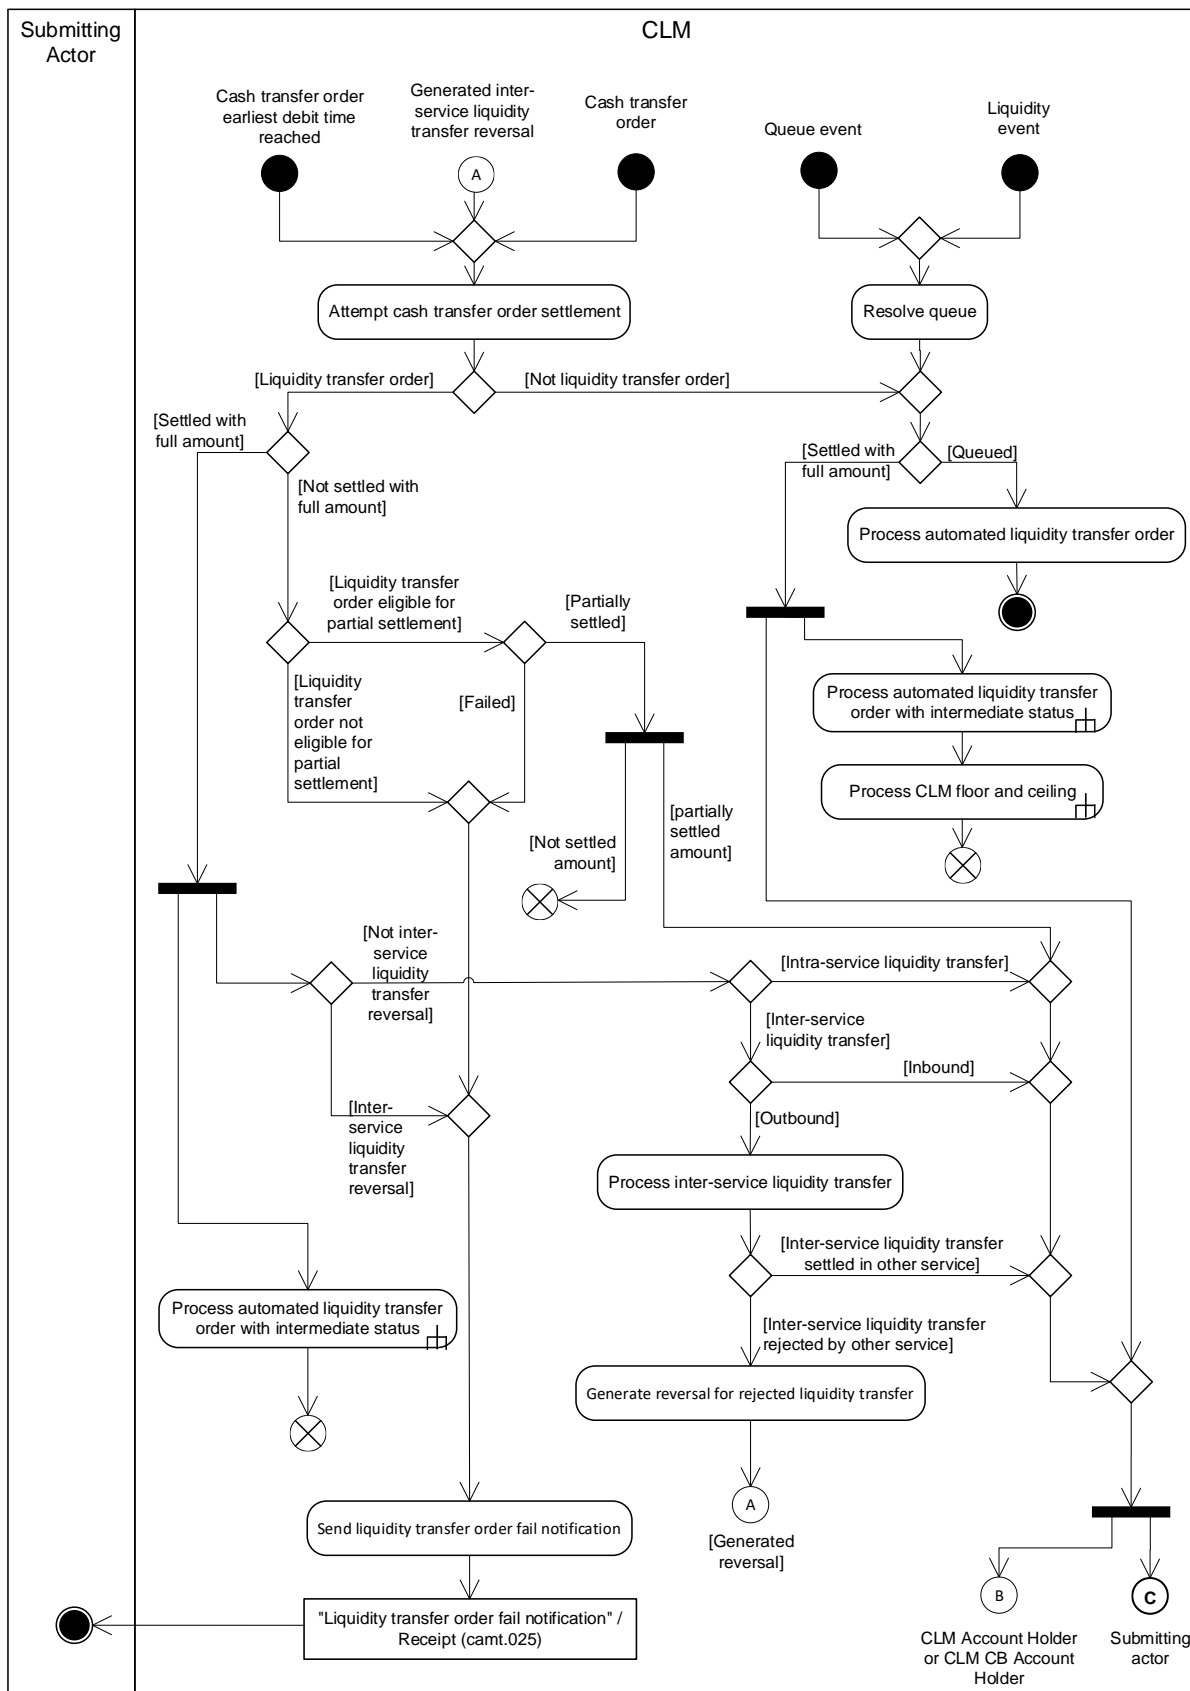 Submitting
Actor
CLM
Cash transfer order
earliest debit time
reached
Generated inter-
service liquidity
transfer reversal
Cash transfer
order
Queue event
Liquidity
event
A
Attempt cash transfer order settlement
Resolve queue
[Liquidity transfer order]
[Not liquidity transfer order]
[Settled with
full amount]
[Not settled with
full amount]
[Settled with
full amount]
[Queued]
Process automated liquidity transfer order
[Liquidity transfer
order eligible for
partial settlement]
[Partially
settled]
[Liquidity
transfer
order not
eligible for
partial
settlement]
[Failed]
Process automated liquidity transfer
order with intermediate status
Process CLM floor and ceiling
[Not settled
amount]
[partially
settled
amount]
[Not inter-
service
liquidity
transfer
reversal]
[Intra-service liquidity transfer]
[Inter-service
liquidity transfer]
[Inbound]
[Inter-
service
liquidity
transfer
reversal]
[Outbound]
Process inter-service liquidity transfer
[Inter-service liquidity transfer
settled in other service]
Process automated liquidity transfer
order with intermediate status
[Inter-service liquidity transfer
rejected by other service]
Generate reversal for rejected liquidity transfer
A
[Generated
reversal]
Send liquidity transfer order fail notification
"Liquidity transfer order fail notification" /
Receipt (camt.025)
B
C
CLM Account Holder
or CLM CB Account
Holder
Submitting
actor